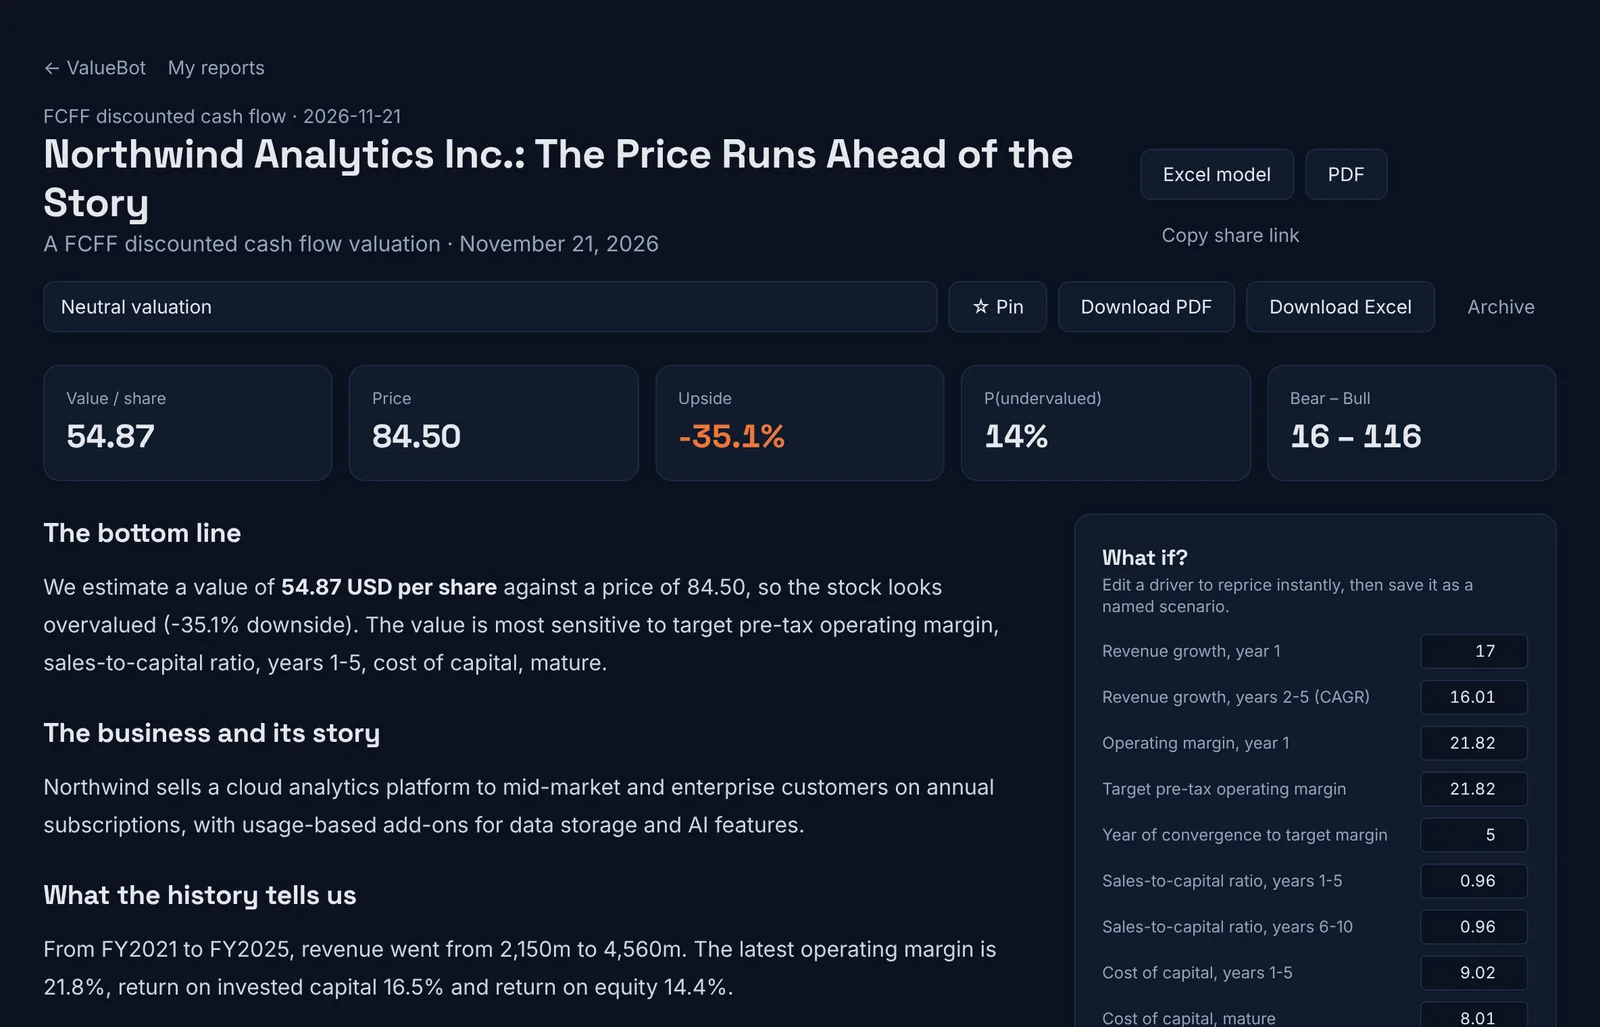 ← ValueBot My reports
FCFF discounted cash flow · 2026-11-21
Northwind Analytics Inc.: The Price Runs Ahead of the
Story
A FCFF discounted cash flow valuation · November 21, 2026
Excel model PDF
Copy share link
Neutral valuation ☆ Pin Download PDF Download Excel Archive
Value / share
54.87
Price
84.50
Upside
-35.1%
P(undervalued)
14%
Bear – Bull
16 – 116
The bottom line
We estimate a value of 54.87 USD per share against a price of 84.50, so the stock looks
overvalued (-35.1% downside). The value is most sensitive to target pre-tax operating margin,
sales-to-capital ratio, years 1-5, cost of capital, mature.
The business and its story
Northwind sells a cloud analytics platform to mid-market and enterprise customers on annual
subscriptions, with usage-based add-ons for data storage and AI features.
What the history tells us
From FY2021 to FY2025, revenue went from 2,150m to 4,560m. The latest operating margin is
21.8%, return on invested capital 16.5% and return on equity 14.4%.
What if?
Edit a driver to reprice instantly, then save it as a
named scenario.
Revenue growth, year 1 17
Revenue growth, years 2-5 (CAGR) 16.01
Operating margin, year 1 21.82
Target pre-tax operating margin 21.82
Year of convergence to target margin 5
Sales-to-capital ratio, years 1-5 0.96
Sales-to-capital ratio, years 6-10 0.96
Cost of capital, years 1-5 9.02
Cost of capital, mature 8.01